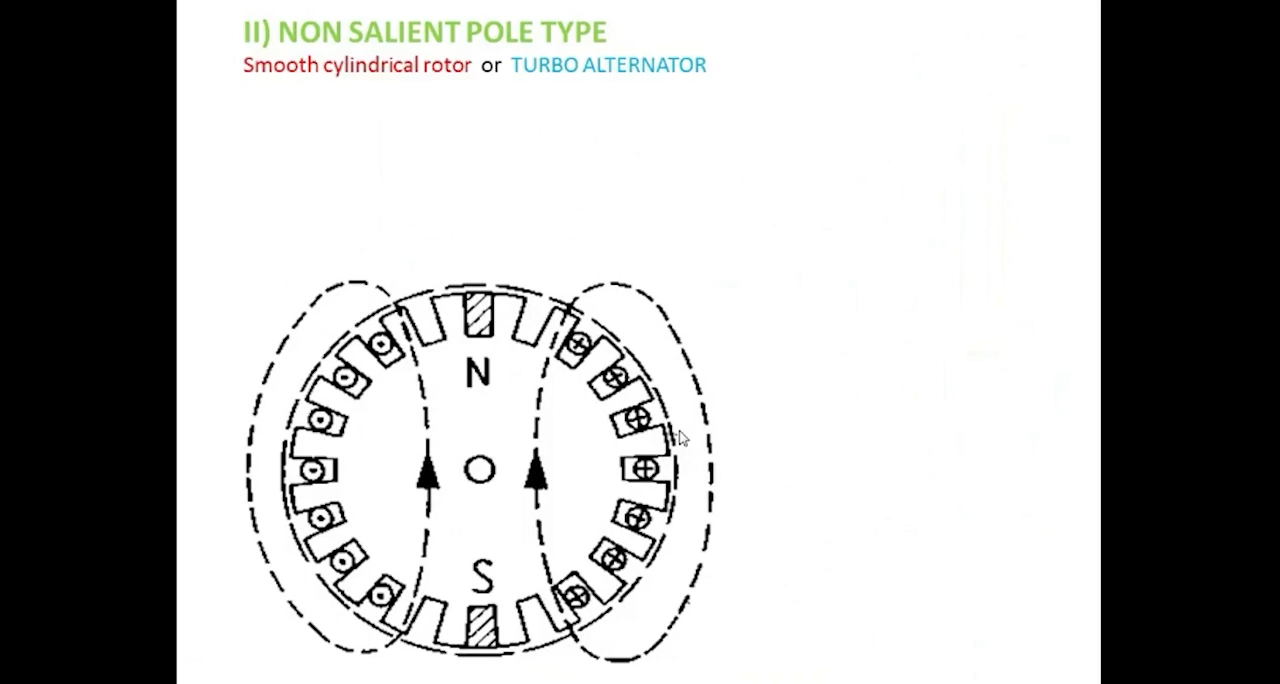 II) NON SALIENT POLE TYPE
Smooth cylindrical rotor or TURBO ALTERNATOR
N
S